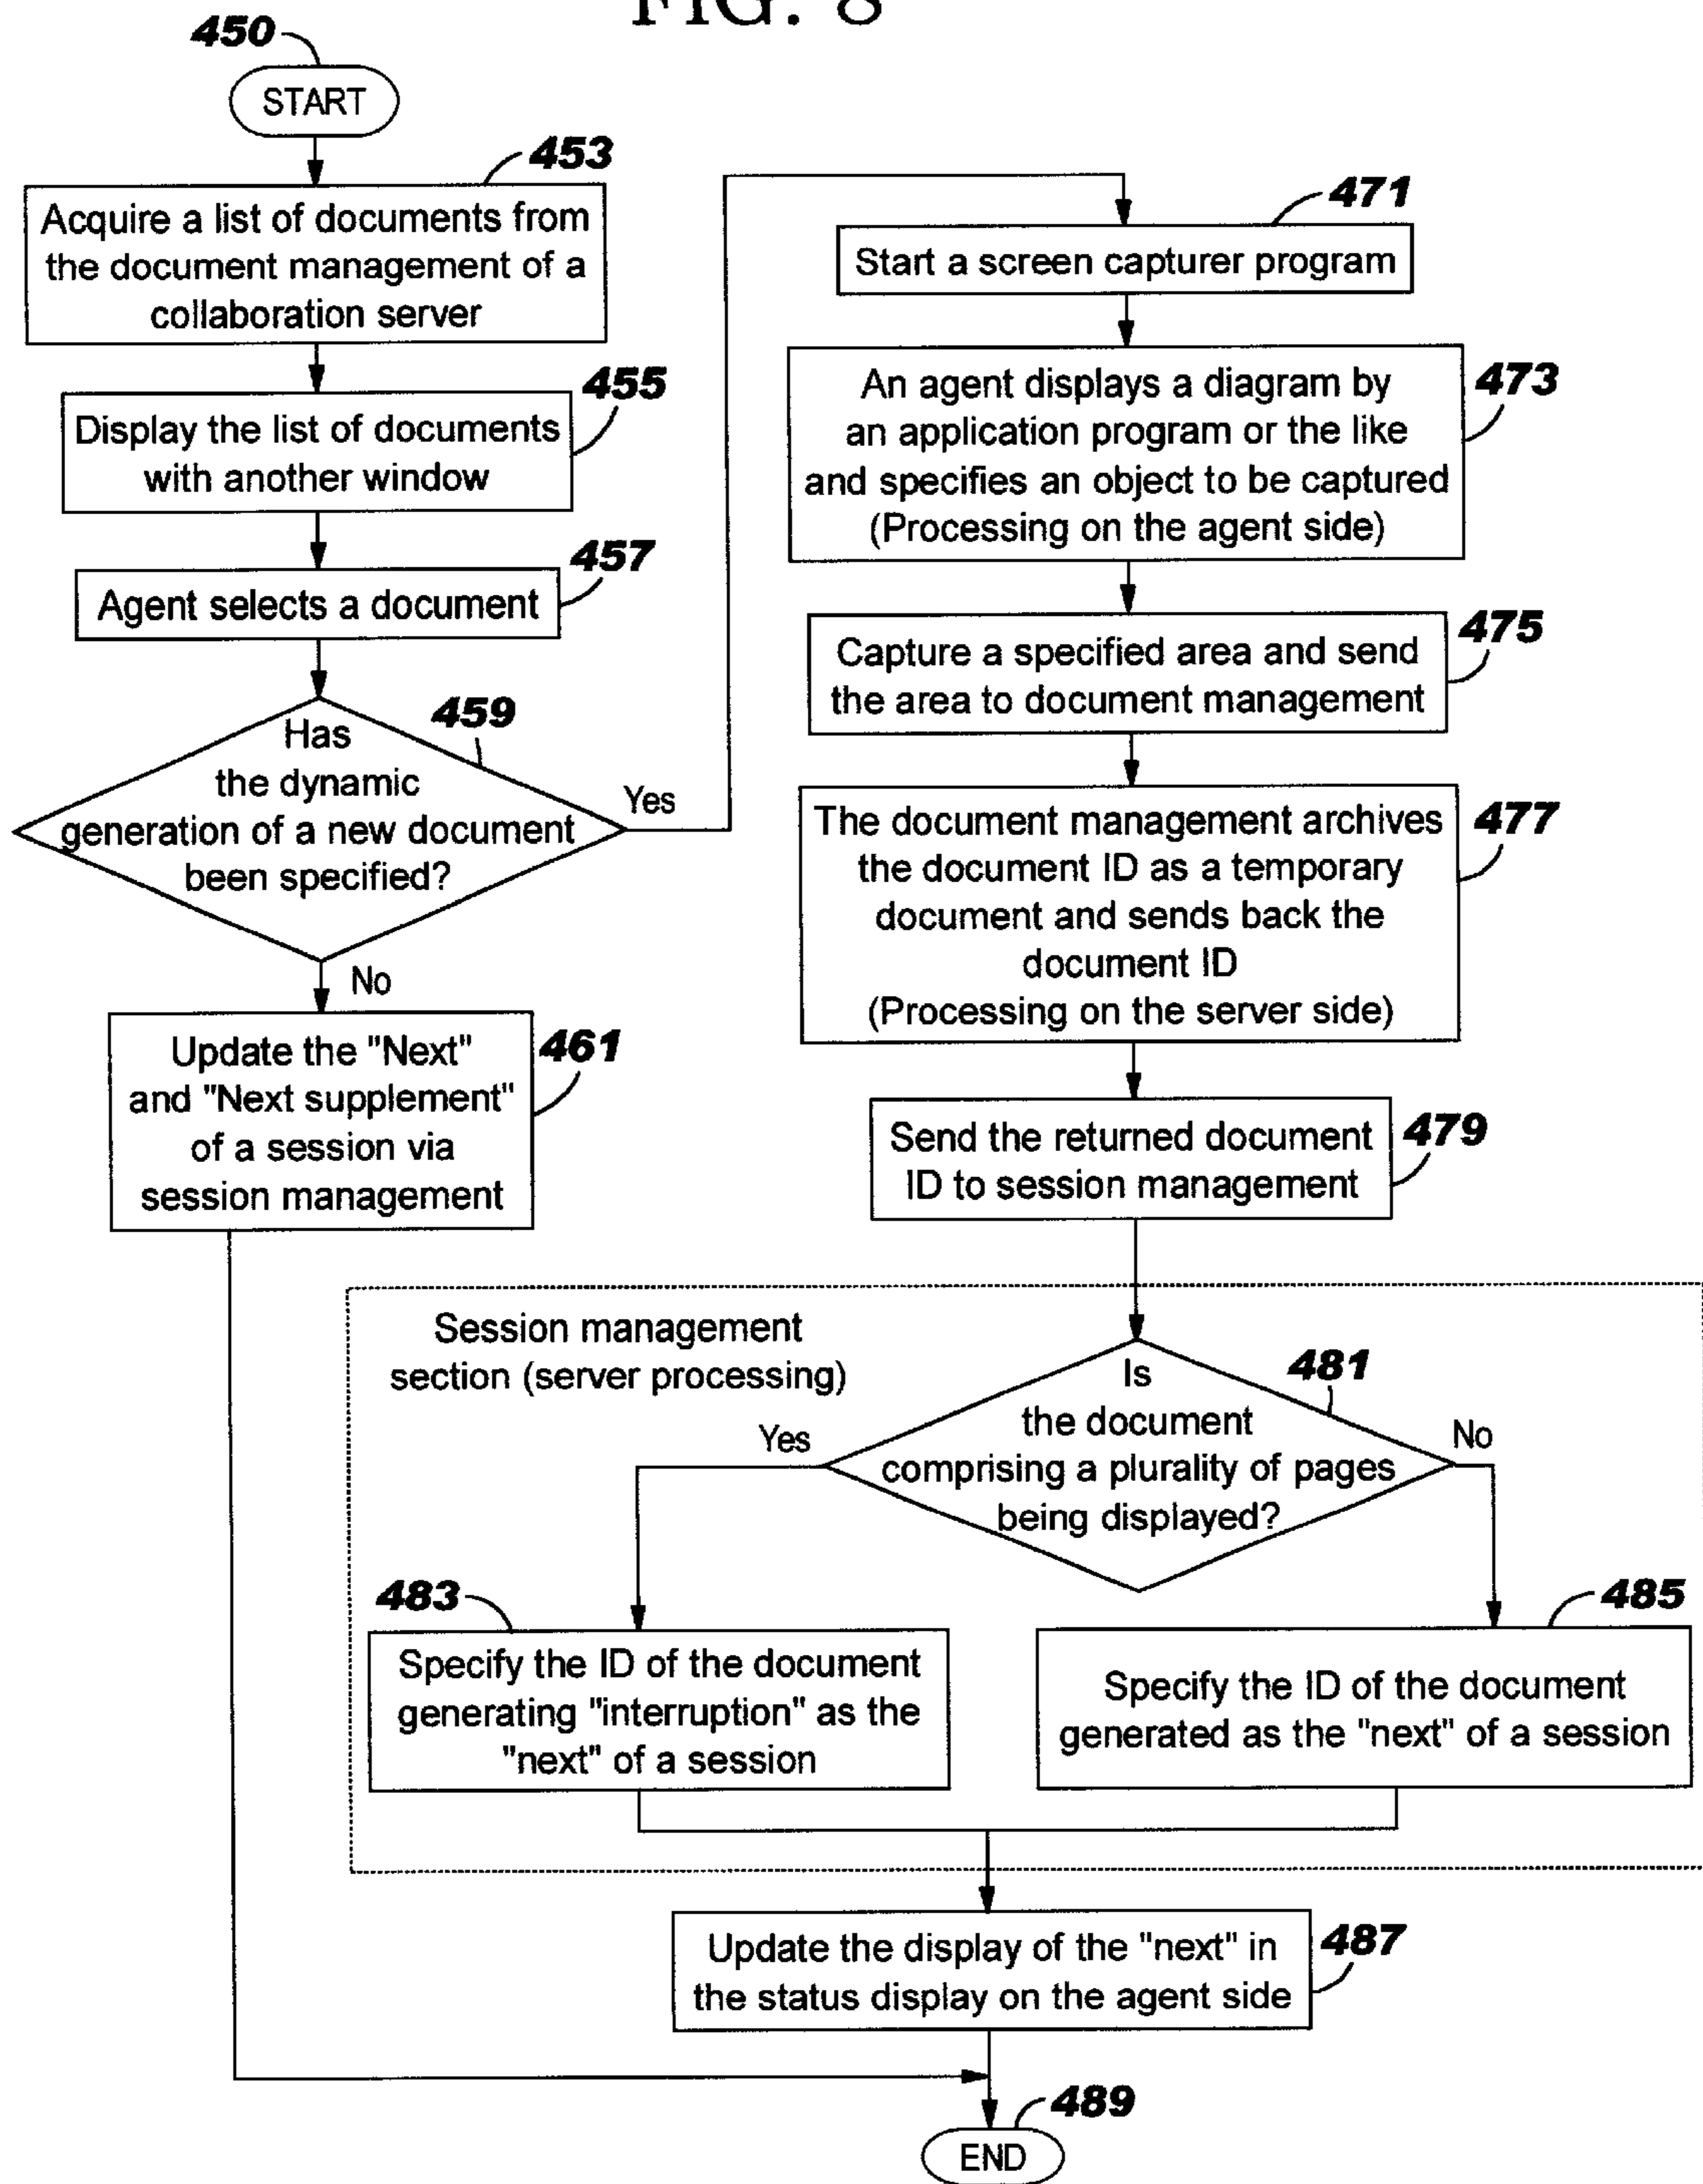 FIG. 8
450
START
453
Acquire a list of documents from
the document management of a
collaboration server
455
Display the list of documents
with another window
457
Agent selects a document
459
Has
the dynamic
generation of a new document
been specified?
Yes
No
461
Update the "Next"
and "Next supplement"
of a session via
session management
471
Start a screen capturer program
473
An agent displays a diagram by
an application program or the like
and specifies an object to be captured
(Processing on the agent side)
475
Capture a specified area and send
the area to document management
477
The document management archives
the document ID as a temporary
document and sends back the
document ID
(Processing on the server side)
479
Send the returned document
ID to session management
Session management
section (server processing)
481
Is
the document
comprising a plurality of pages
being displayed?
Yes
No
483
Specify the ID of the document
generating "interruption" as the
"next" of a session
485
Specify the ID of the document
generated as the "next" of a session
487
Update the display of the "next" in
the status display on the agent side
489
END